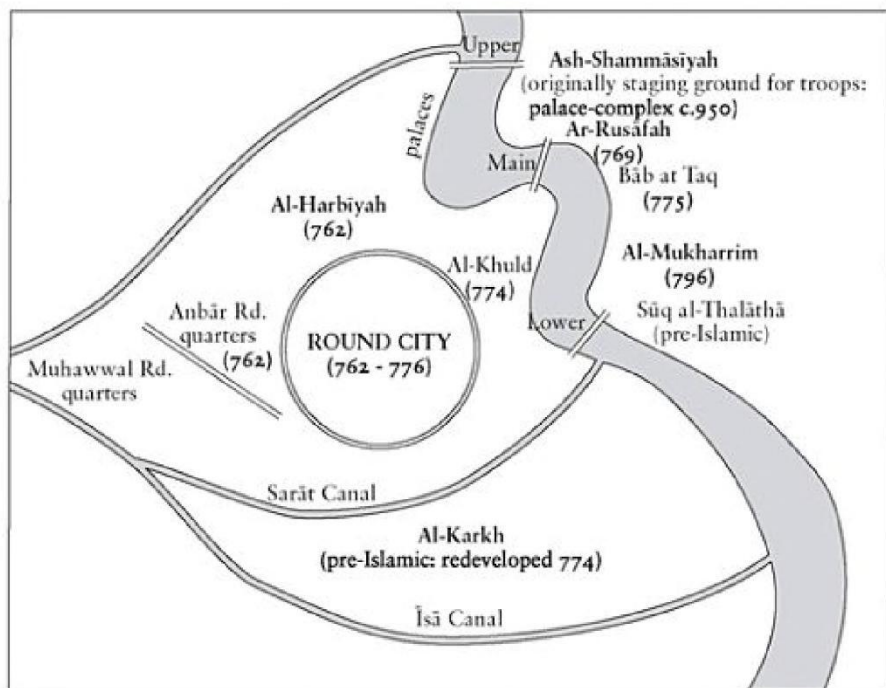 Upper
Ash-Shammāsīyah
(originally staging ground for troops:
palace-complex c.950)
palaces
Ar-Rusāfah
(769)
Main
Bāb at Taq
(775)
Al-Harbīyah
(762)
Al-Khuld
(774)
Al-Mukharrim
(796)
Anbār Rd.
quarters
(762)
ROUND CITY
(762 - 776)
Lower
Sūq al-Thalāthā
(pre-Islamic)
Muhawwal Rd.
quarters
Sarāt Canal
Al-Karkh
(pre-Islamic: redeveloped 774)
Īsā Canal